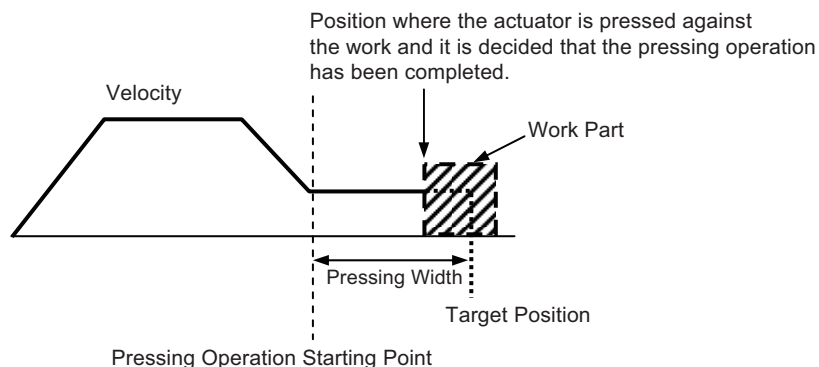 Position where the actuator is pressed against
the work and it is decided that the pressing operation
has been completed.
Velocity
Work Part
Pressing Width
Target Position
Pressing Operation Starting Point